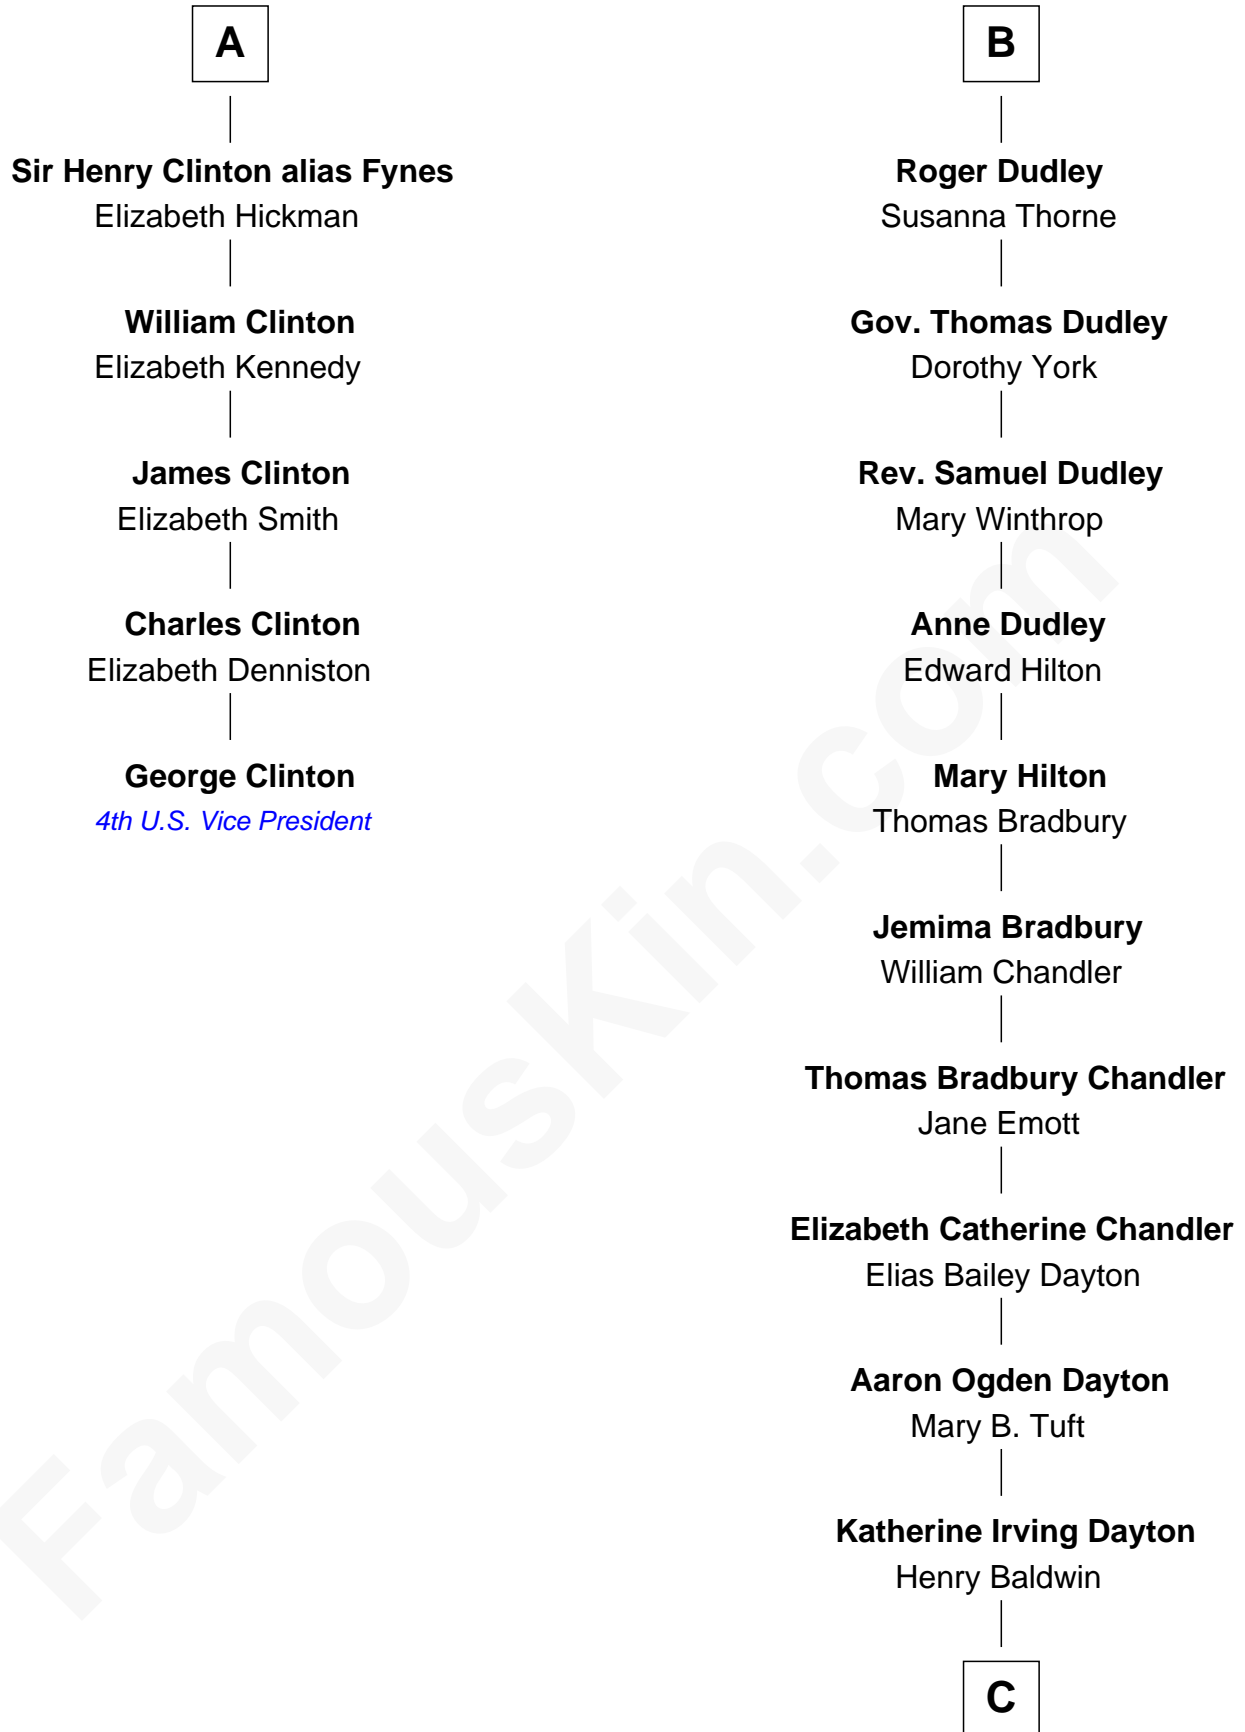 A
Sir Henry Clinton alias Fynes
Elizabeth Hickman
William Clinton
Elizabeth Kennedy
James Clinton
Elizabeth Smith
Charles Clinton
Elizabeth Denniston
George Clinton
4th U.S. Vice President
B
Roger Dudley
Susanna Thorne
Gov. Thomas Dudley
Dorothy York
Rev. Samuel Dudley
Mary Winthrop
Anne Dudley
Edward Hilton
Mary Hilton
Thomas Bradbury
Jemima Bradbury
William Chandler
Thomas Bradbury Chandler
Jane Emott
Elizabeth Catherine Chandler
Elias Bailey Dayton
Aaron Ogden Dayton
Mary B. Tuft
Katherine Irving Dayton
Henry Baldwin
C
FamousKin.com